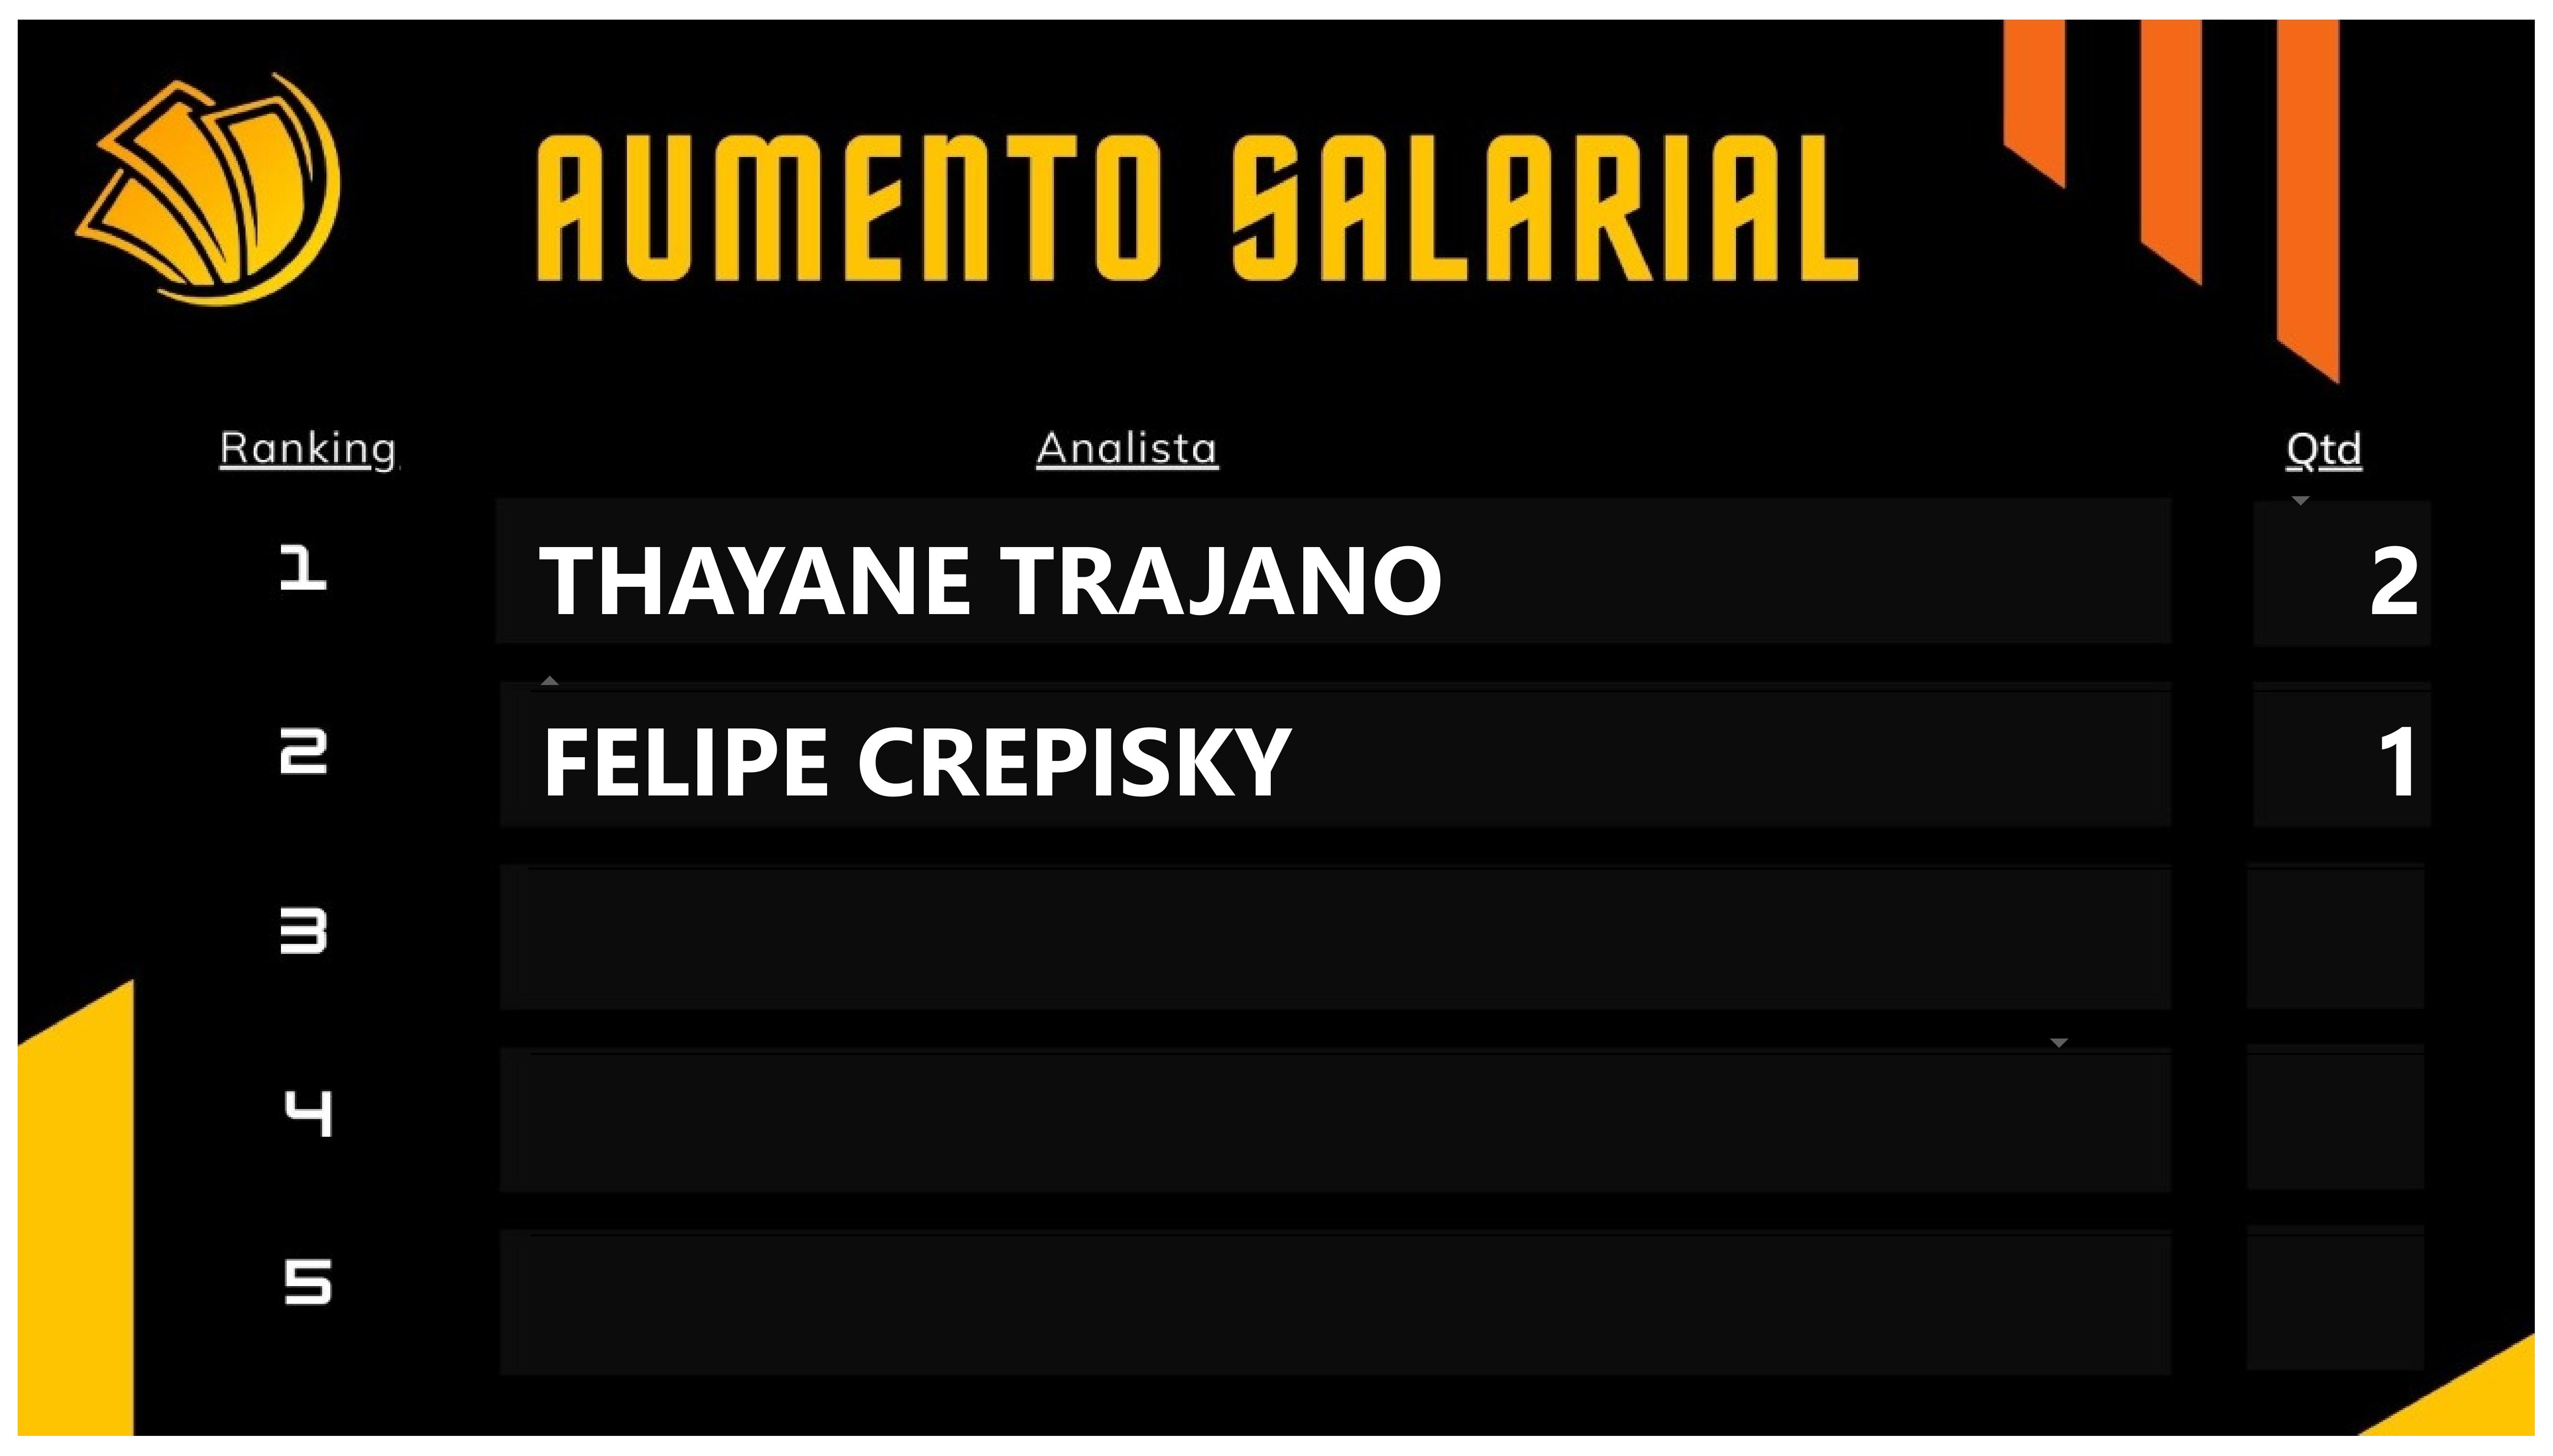 AUMENTO SALARIAL
Ranking Analista Qtd
1 THAYANE TRAJANO 2
2 FELIPE CREPISKY 1
3
4
5